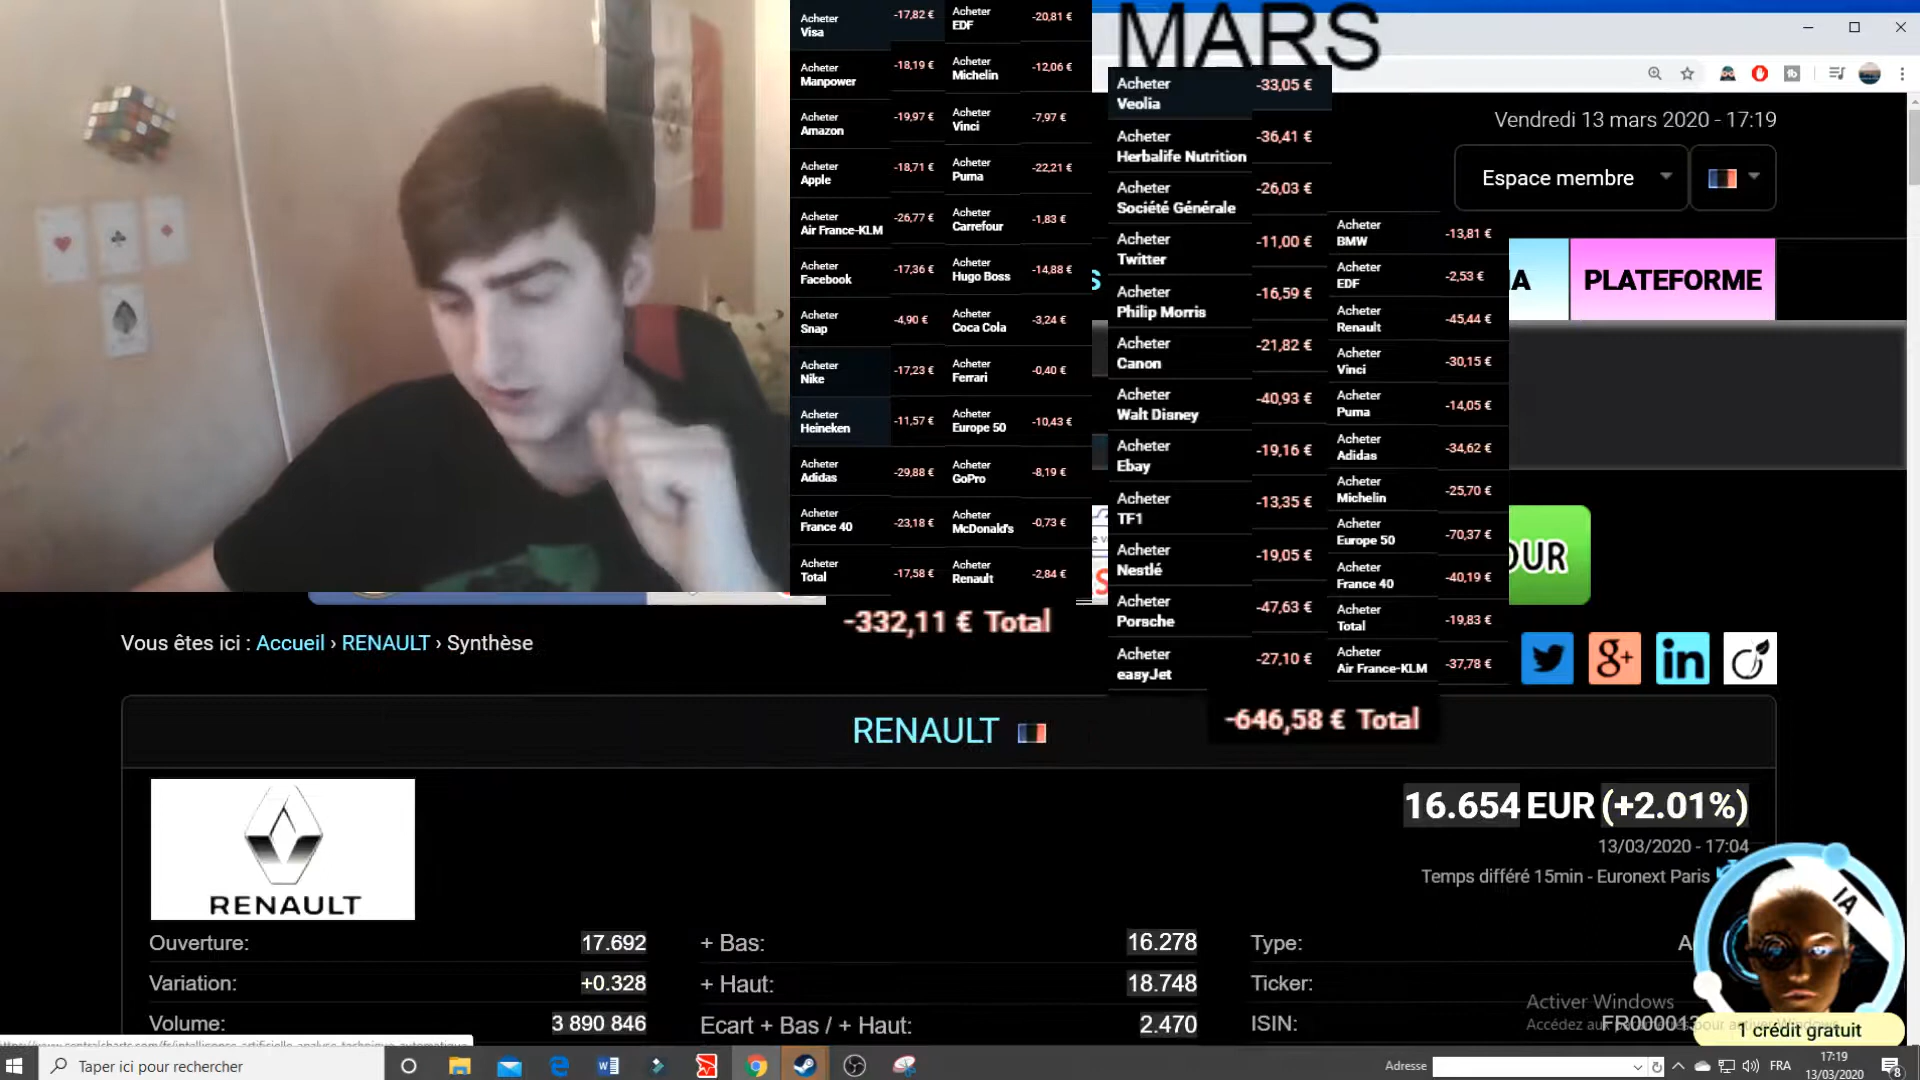 Acheter
Visa
-17,82 €
Acheter
EDF
-20,81 €
Acheter
Manpower
-18,19 €
Acheter
Michelin
-12,06 €
Acheter
Amazon
-19,97 €
Acheter
Vinci
-7,97 €
Acheter
Apple
-18,71 €
Acheter
Puma
-22,21 €
Acheter
Air France-KLM
-26,77 €
Acheter
Carrefour
-1,83 €
Acheter
Facebook
-17,36 €
Acheter
Hugo Boss
-14,88 €
Acheter
Snap
-4,90 €
Acheter
Coca Cola
-3,24 €
Acheter
Nike
-17,23 €
Acheter
Ferrari
-0,40 €
Acheter
Heineken
-11,57 €
Acheter
Europe 50
-10,43 €
Acheter
Adidas
-29,88 €
Acheter
GoPro
-8,19 €
Acheter
France 40
-23,18 €
Acheter
McDonald's
-0,73 €
Acheter
Total
-17,58 €
Acheter
Renault
-2,84 €
-332,11 € Total
MARS
Acheter
Veolia
-33,05 €
Acheter
Herbalife Nutrition
-36,41 €
Acheter
Société Générale
-26,03 €
Acheter
Twitter
-11,00 €
Acheter
Philip Morris
-16,59 €
Acheter
Canon
-21,82 €
Acheter
Walt Disney
-40,93 €
Acheter
Ebay
-19,16 €
Acheter
TF1
-13,35 €
Acheter
Nestlé
-19,05 €
Acheter
Porsche
-47,63 €
Acheter
easyJet
-27,10 €
Acheter
BMW
-13,81 €
Acheter
EDF
-2,53 €
Acheter
Renault
-45,44 €
Acheter
Vinci
-30,15 €
Acheter
Puma
-14,05 €
Acheter
Adidas
-34,62 €
Acheter
Michelin
-25,70 €
Acheter
Europe 50
-70,37 €
Acheter
France 40
-40,19 €
Acheter
Total
-19,83 €
Acheter
Air France-KLM
-37,78 €
-646,58 € Total
Vendredi 13 mars 2020 - 17:19
Espace membre
PLATEFORME
OUR
Vous êtes ici : Accueil › RENAULT › Synthèse
RENAULT
RENAULT
16.654 EUR (+2.01%)
13/03/2020 - 17:04
Temps différé 15min - Euronext Paris
Ouverture: 17.692
+ Bas: 16.278
Type: A
Variation: +0.328
+ Haut: 18.748
Ticker:
Volume: 3 890 846
Ecart + Bas / + Haut: 2.470
ISIN: FR000013
IA
1 crédit gratuit
Activer Windows
Taper ici pour rechercher
Adresse
FRA
17:19
13/03/2020
8